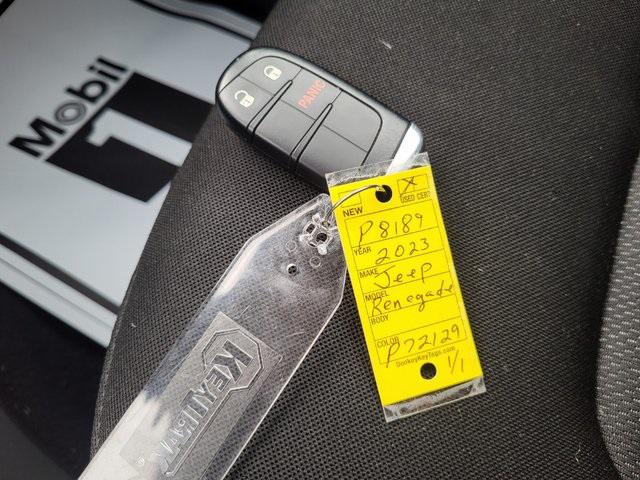 Mobil
1
PANIC
NEW
X
USED CERT
P8189
YEAR 2023
MAKE Jeep
MODEL Renegade
BODY
COLOR P72129
DonkeyKeyTags.com
1/1
KEYTRAK